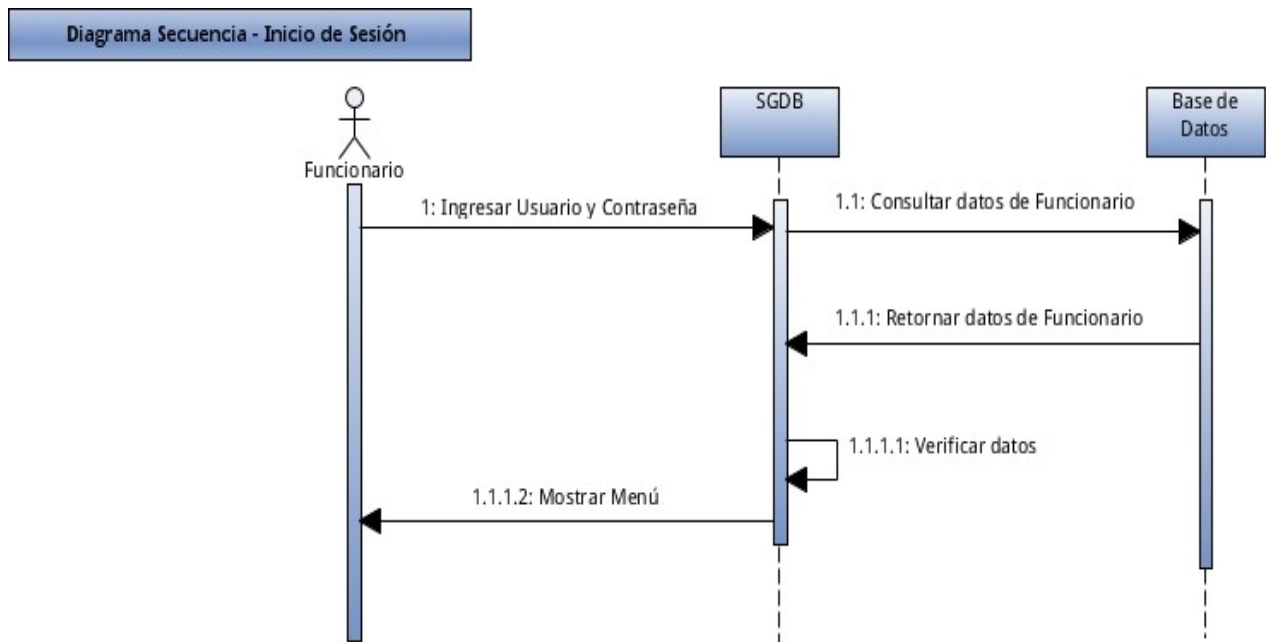 Diagrama Secuencia - Inicio de Sesión
Funcionario
SGDB
Base de
Datos
1: Ingresar Usuario y Contraseña
1.1: Consultar datos de Funcionario
1.1.1: Retornar datos de Funcionario
1.1.1.1: Verificar datos
1.1.1.2: Mostrar Menú